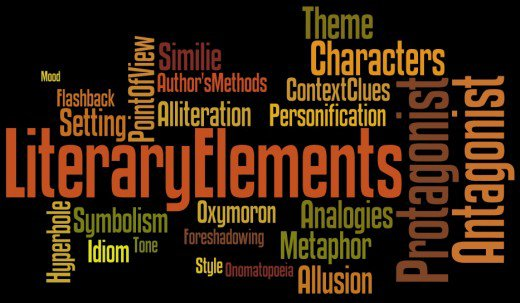 Theme
Similie
Characters
Mood
PointOfView
Author'sMethods
ContextClues
Flashback
Alliteration
Personification
Setting
Protagonist
Antagonist
LiteraryElements
Hyperbole
Symbolism
Oxymoron
Analogies
Idiom
Tone
Foreshadowing
Metaphor
Style
Onomatopoeia
Allusion